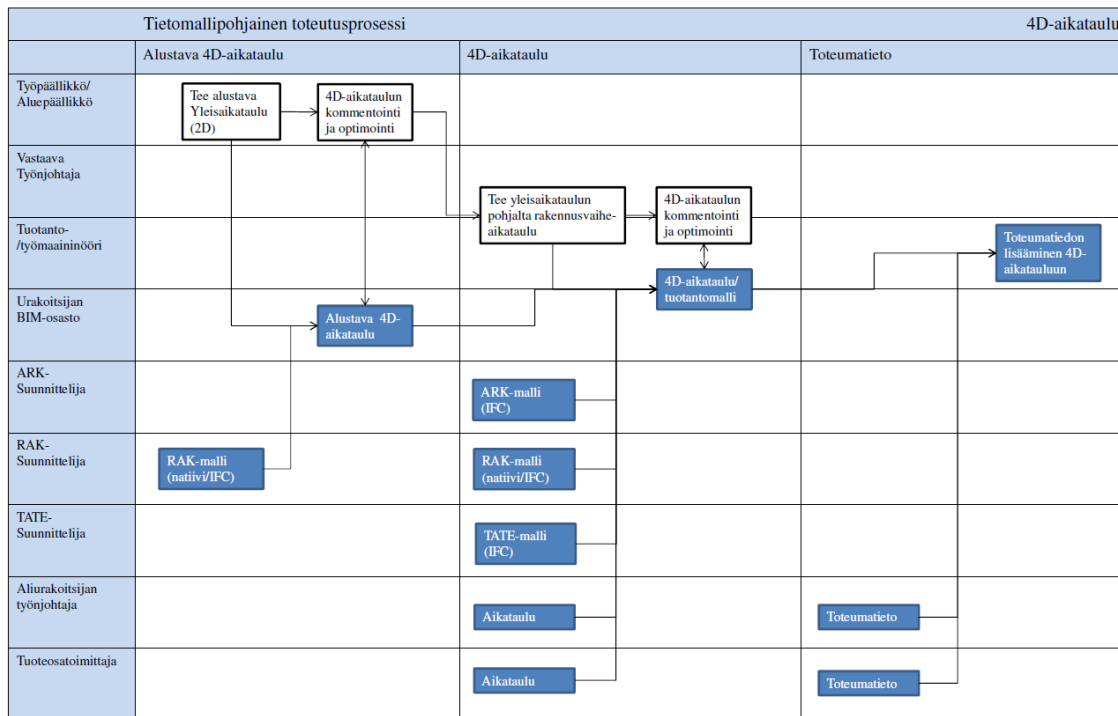 Tietomallipohjainen toteutusprosessi
4D-aikataulu
Alustava 4D-aikataulu
4D-aikataulu
Toteumatieto
Työpäällikkö/
Aluepäällikkö
Tee alustava
Yleisaikataulu
(2D)
4D-aikataulun
kommentointi
ja optimointi
Vastaava
Työnjohtaja
Tee yleisaikataulun
pohjalta rakennusvaihe-
aikataulu
4D-aikataulun
kommentointi
ja optimointi
Tuotanto-
/työmaaininööri
Toteumatiedon
lisääminen 4D-
aikatauluun
4D-aikataulu/
tuotantomalli
Urakoitsijan
BIM-osasto
Alustava 4D-
aikataulu
ARK-
Suunnittelija
ARK-malli
(IFC)
RAK-
Suunnittelija
RAK-malli
(natiivi/IFC)
RAK-malli
(natiivi/IFC)
TATE-
Suunnittelija
TATE-malli
(IFC)
Aliurakoitsijan
työnjohtaja
Aikataulu
Toteumatieto
Tuoteosatoimittaja
Aikataulu
Toteumatieto